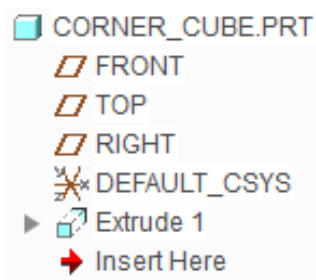 CORNER_CUBE.PRT
FRONT
TOP
RIGHT
DEFAULT_CSYS
Extrude 1
Insert Here